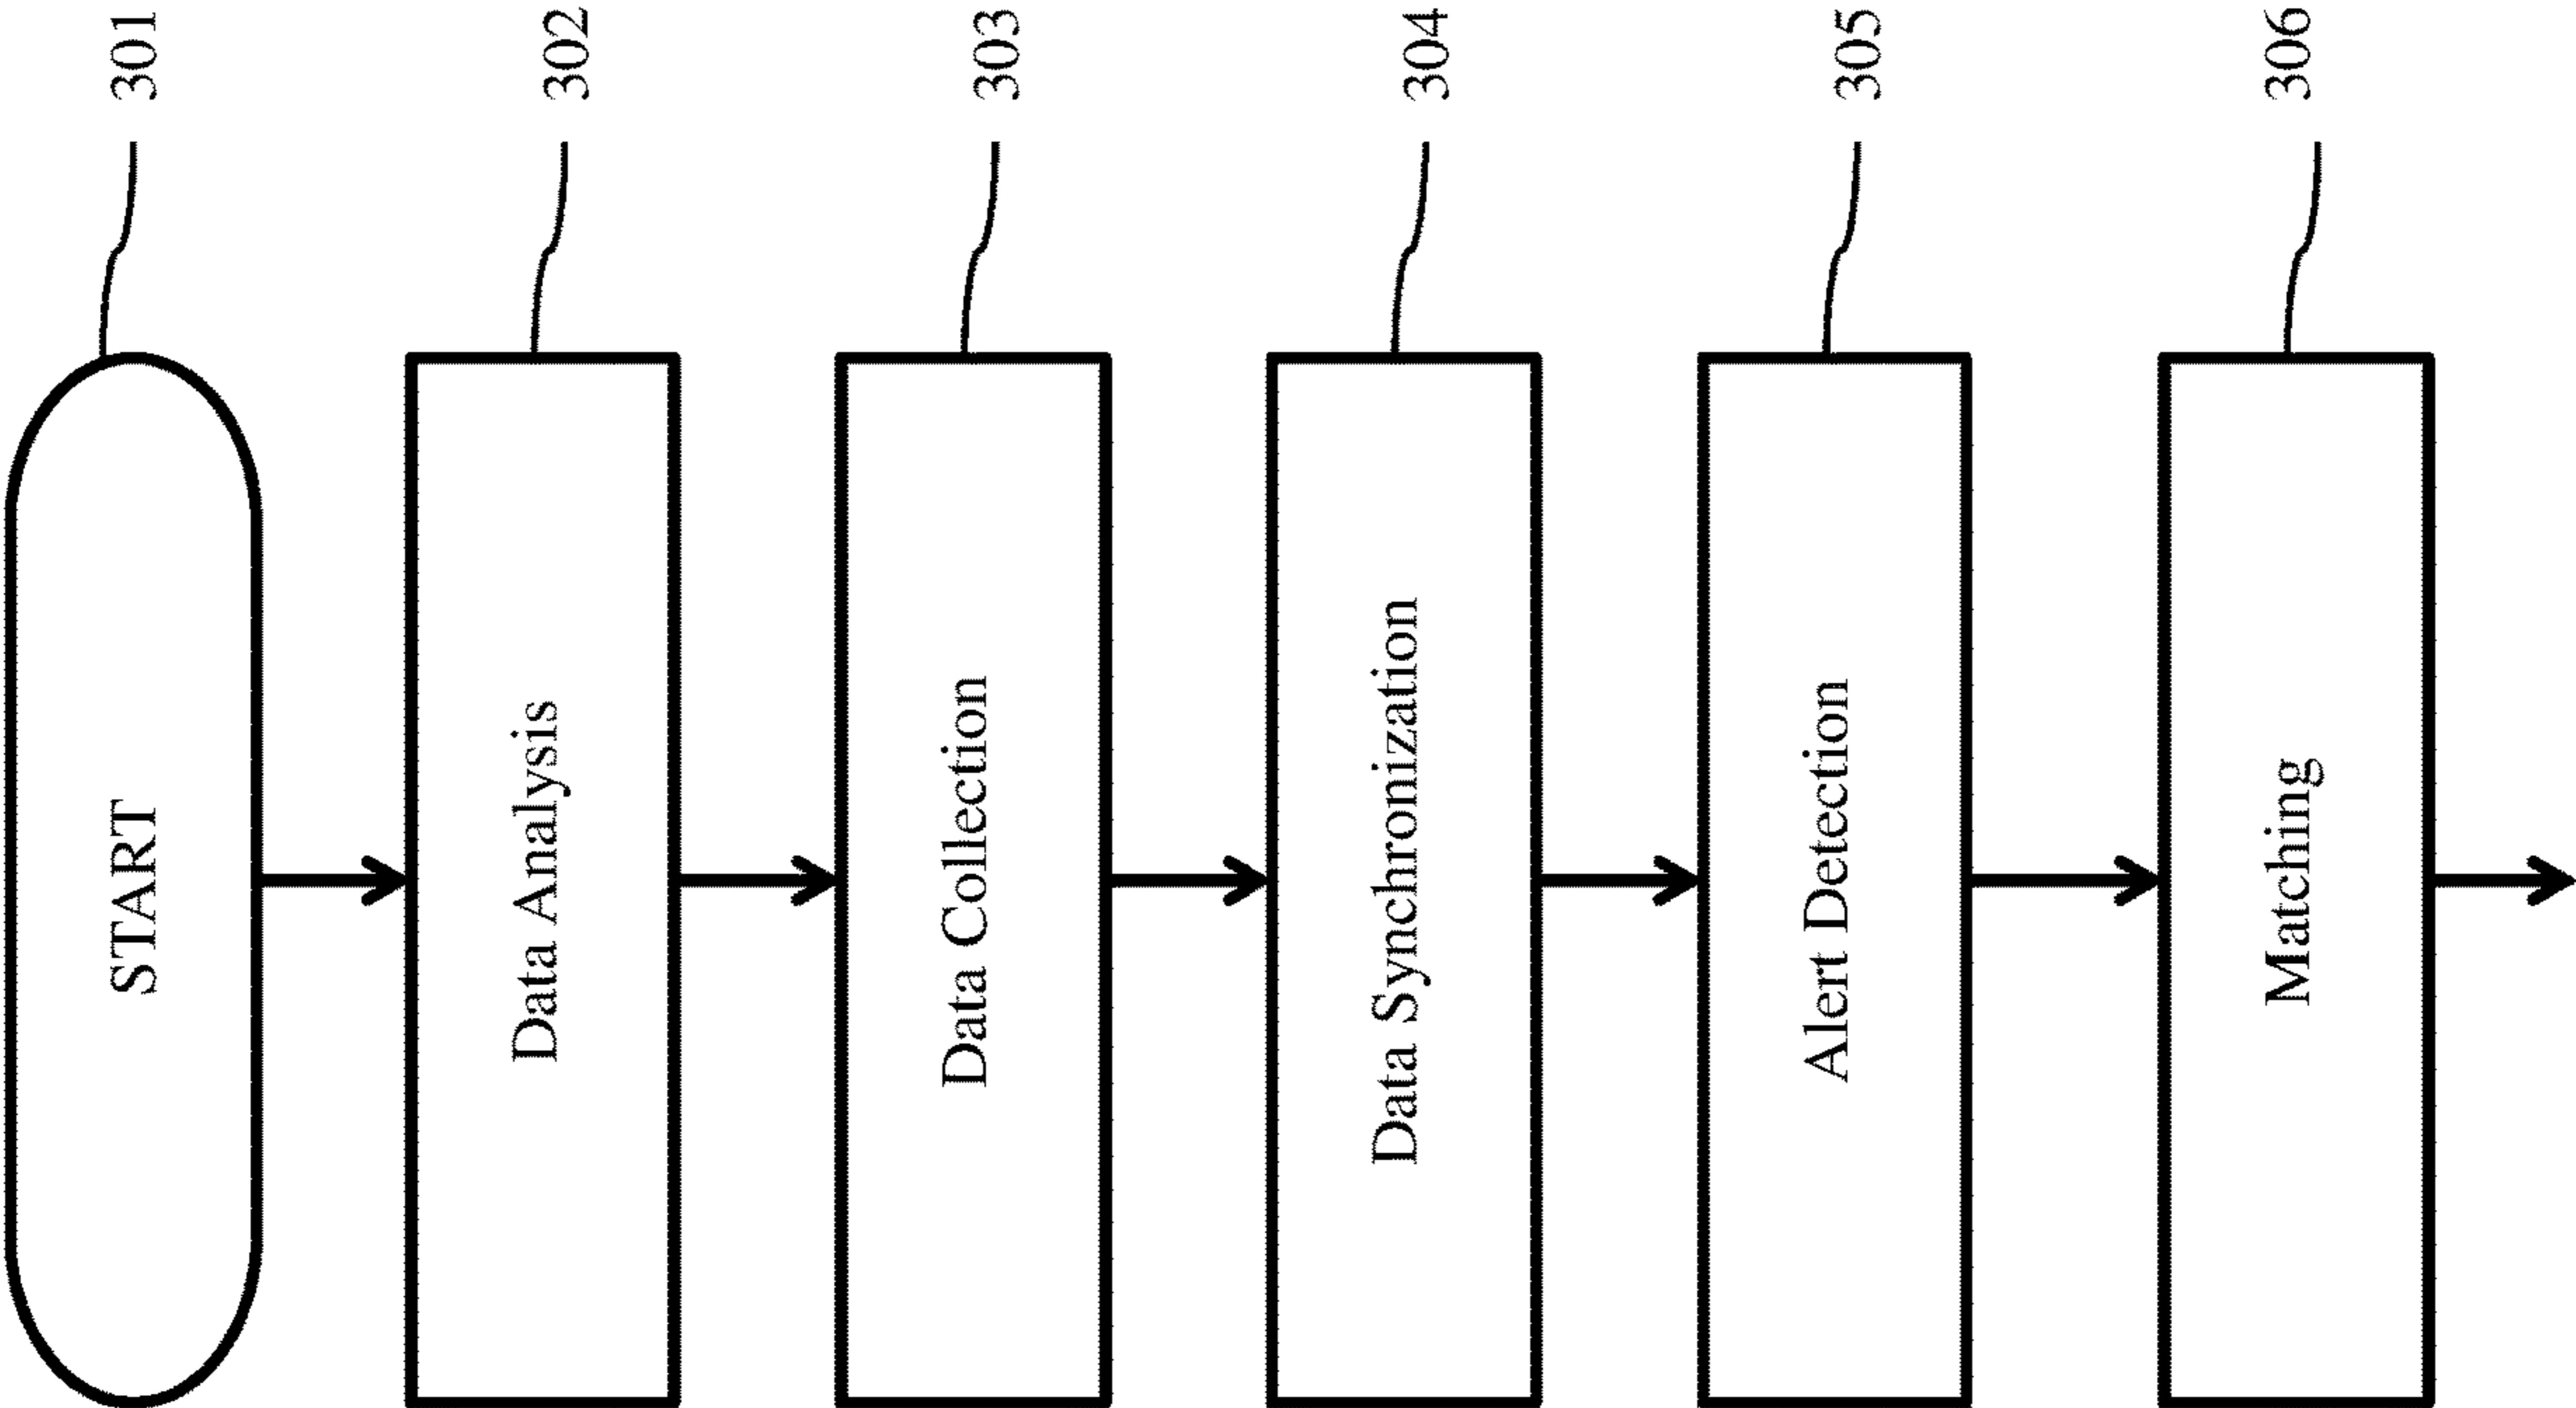 START
301
Data Analysis
302
Data Collection
303
Data Synchronization
304
Alert Detection
305
Matching
306